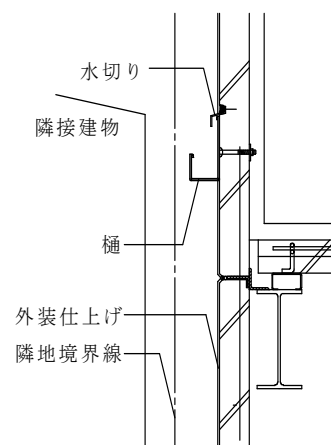 水切り
隣接建物
樋
外装仕上げ
隣地境界線